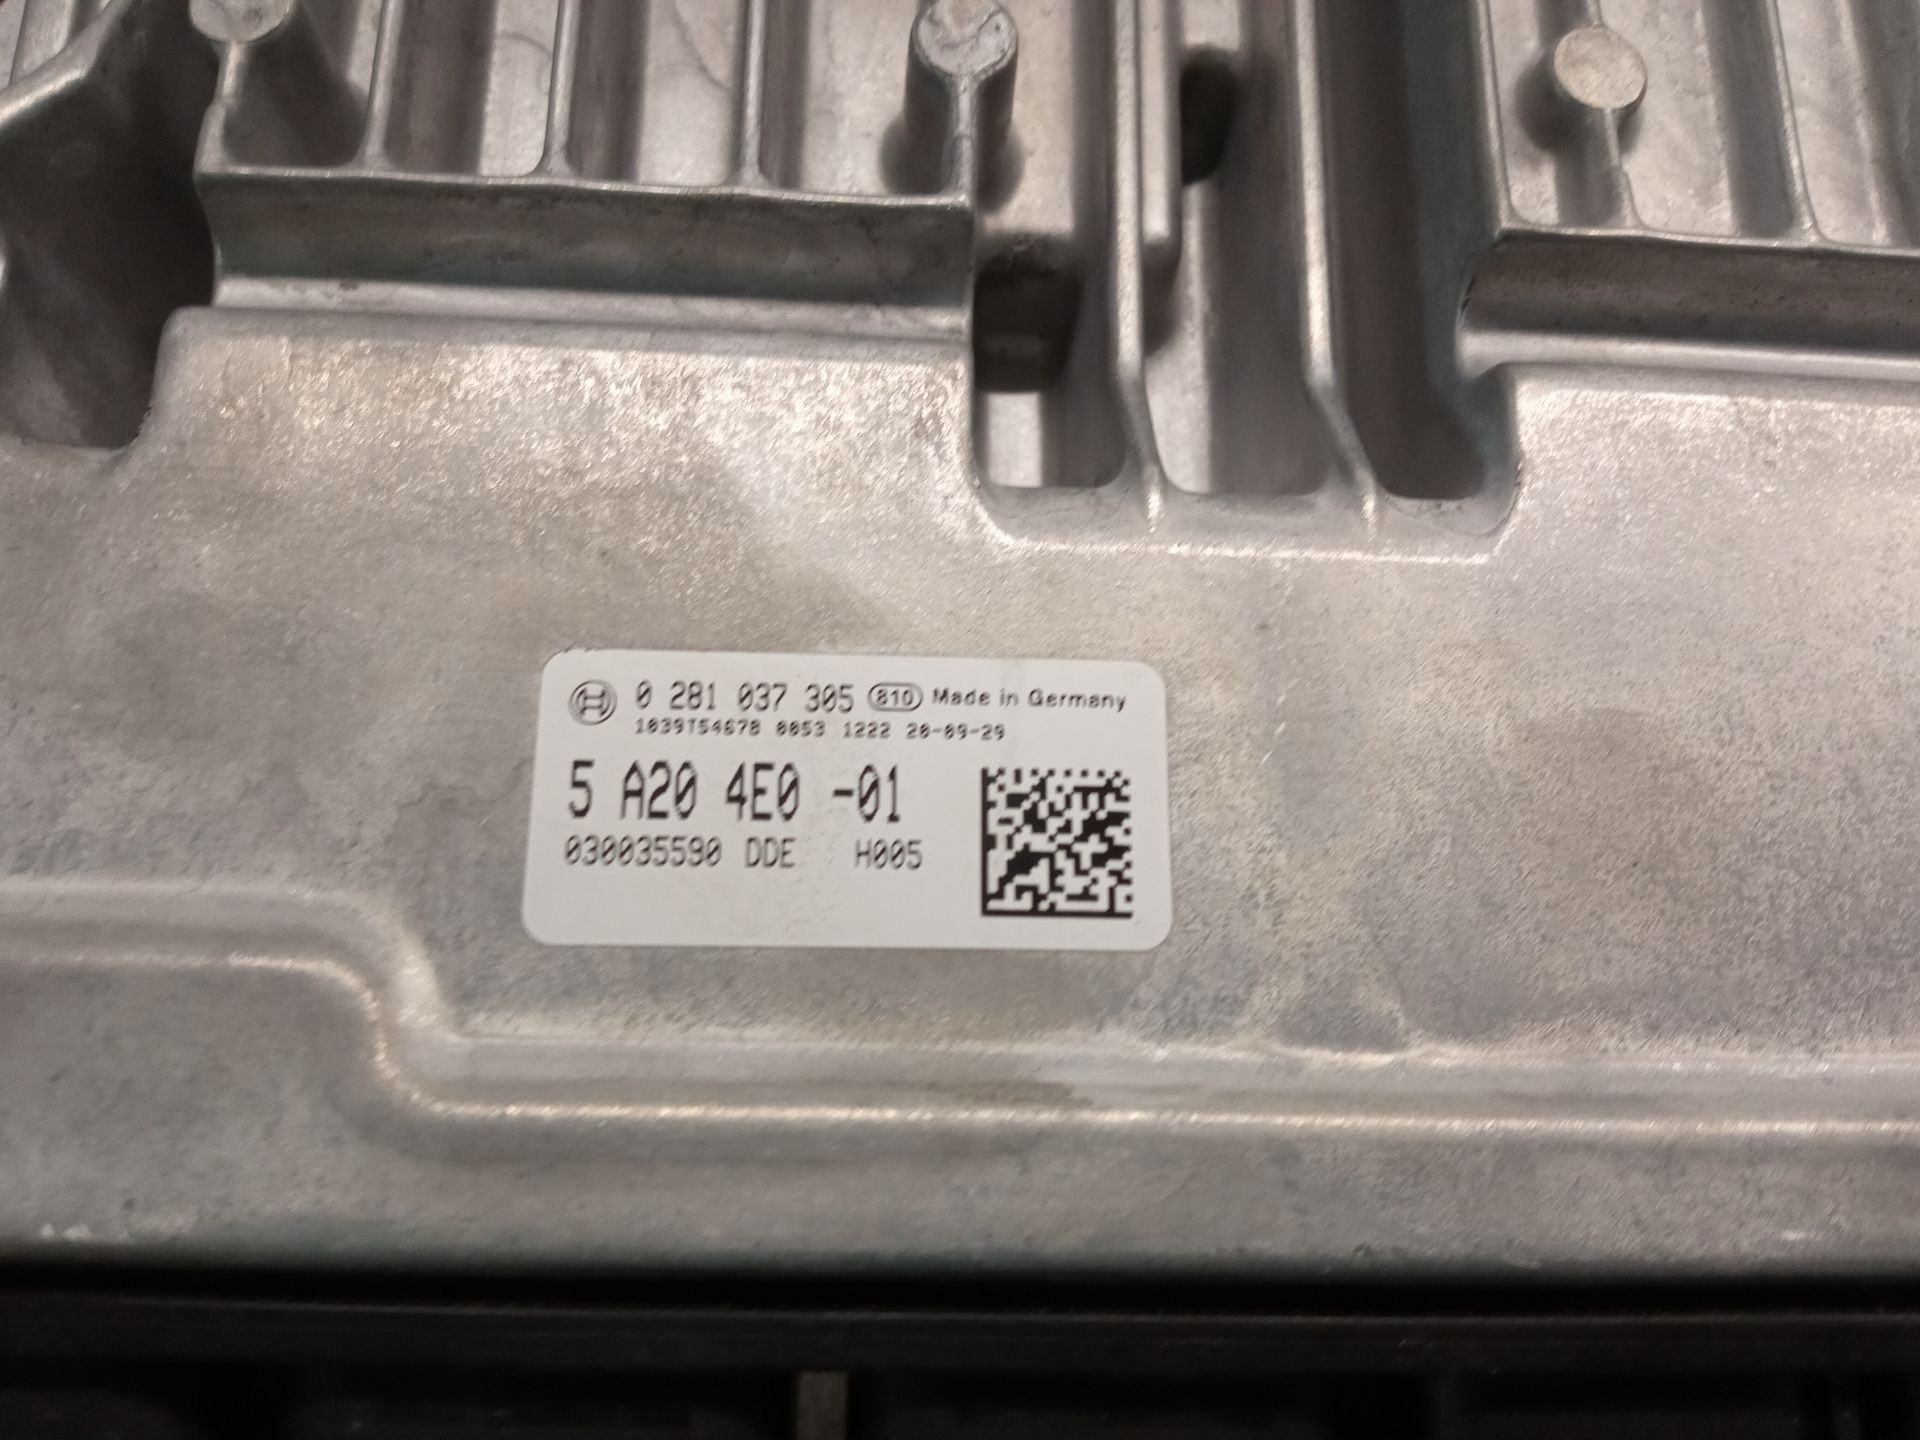 0 281 037 305 810 Made in Germany
1039T54678 0053 1222 20-09-29
5 A20 4E0 -01
030035590 DDE H005